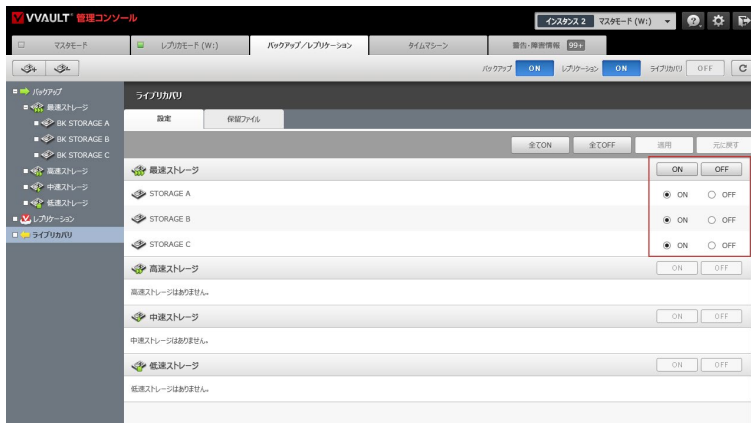 VVAULT 管理コンソール
インスタンス 2 マスタモード (W:)
マスタモード レプリカモード (W:) バックアップ/レプリケーション タイムマシーン 警告・障害情報 99+
バックアップ ON レプリケーション ON ライブリカバリ OFF
バックアップ
最速ストレージ
BK STORAGE A
BK STORAGE B
BK STORAGE C
高速ストレージ
中速ストレージ
低速ストレージ
レプリケーション
ライブリカバリ
ライブリカバリ
設定 保留ファイル
全てON 全てOFF 適用 元に戻す
最速ストレージ ON OFF
STORAGE A ON OFF
STORAGE B ON OFF
STORAGE C ON OFF
高速ストレージ ON OFF
高速ストレージはありません。
中速ストレージ ON OFF
中速ストレージはありません。
低速ストレージ ON OFF
低速ストレージはありません。